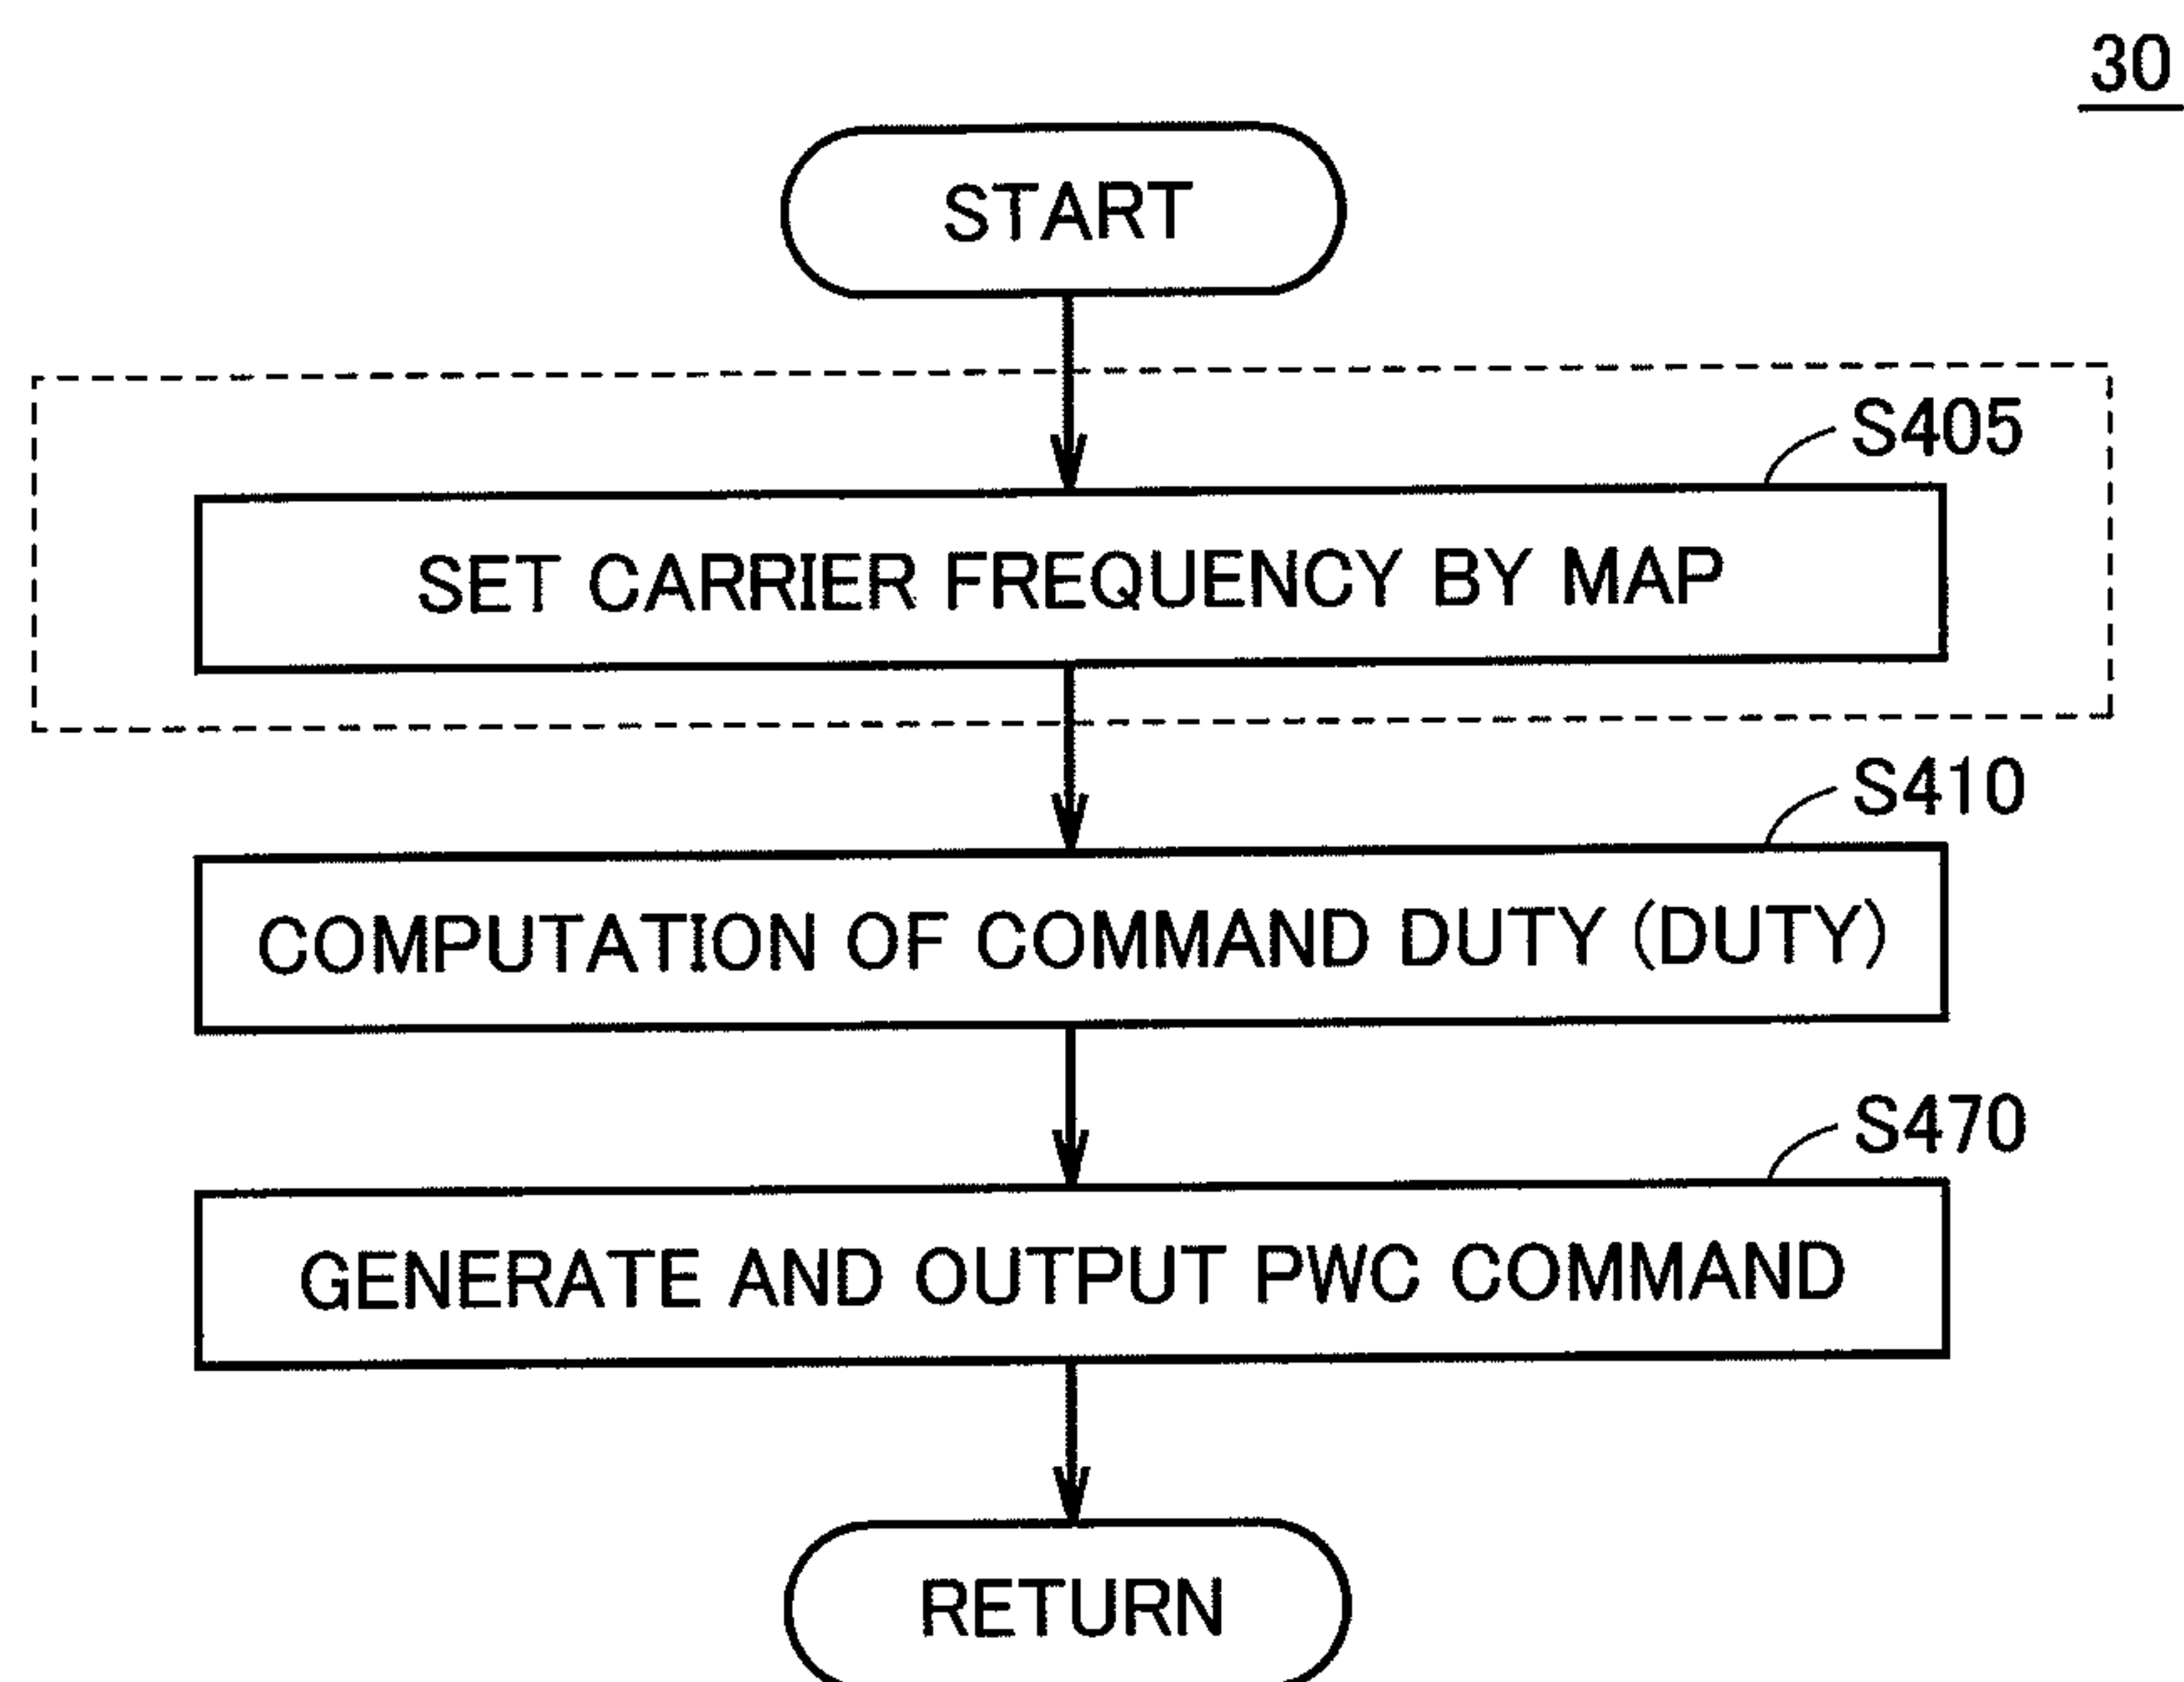 30
START
S405
SET CARRIER FREQUENCY BY MAP
S410
COMPUTATION OF COMMAND DUTY (DUTY)
S470
GENERATE AND OUTPUT PWC COMMAND
RETURN